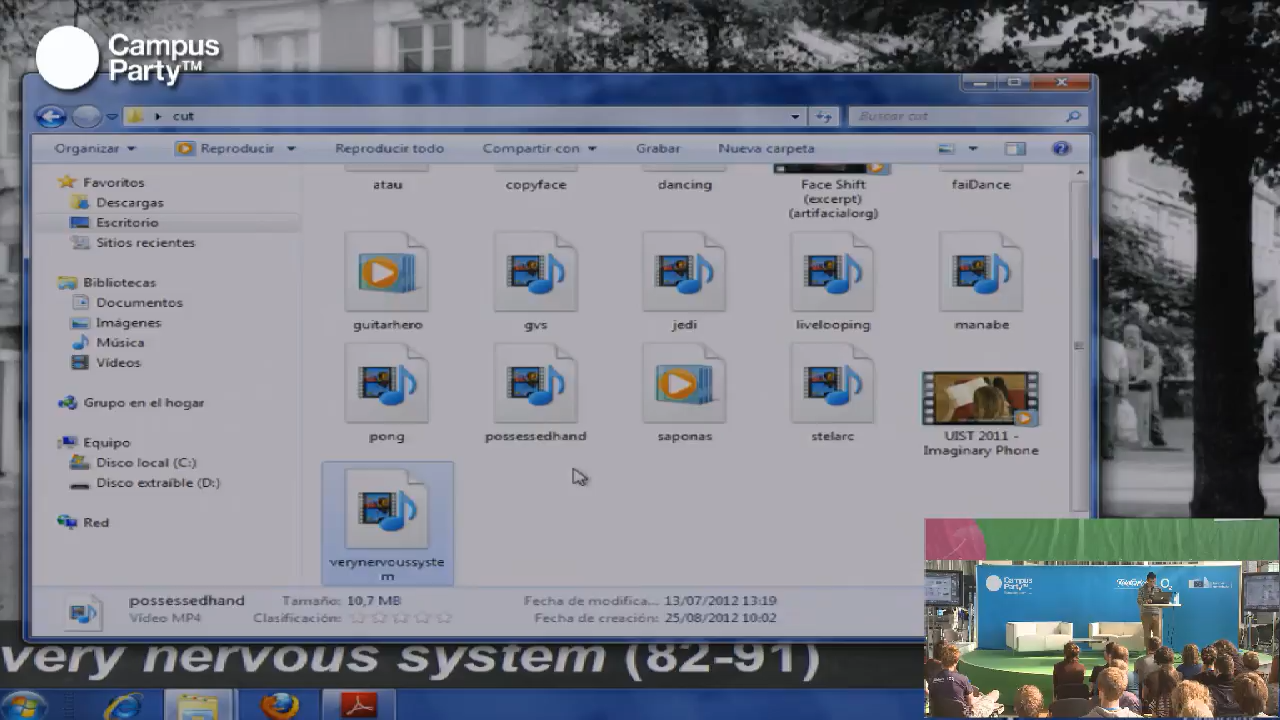 Campus
Party™
cut
Buscar cut
Organizar
Reproducir
Reproducir todo
Compartir con
Grabar
Nueva carpeta
Favoritos
Descargas
Escritorio
Sitios recientes
Bibliotecas
Documentos
Imágenes
Música
Vídeos
Grupo en el hogar
Equipo
Disco local (C:)
Disco extraíble (D:)
Red
atau
copyface
dancing
Face Shift
(excerpt)
(artifacialorg)
faiDance
guitarhero
gvs
jedi
livelooping
manabe
pong
possessedhand
saponas
stelarc
UIST 2011 -
Imaginary Phone
verynervoussyste
m
possessedhand
Vídeo MP4
Tamaño: 10,7 MB
Clasificación:
Fecha de modifica... 13/07/2012 13:19
Fecha de creación: 25/08/2012 10:02
very nervous system (82-91)
Campus
Party
O2